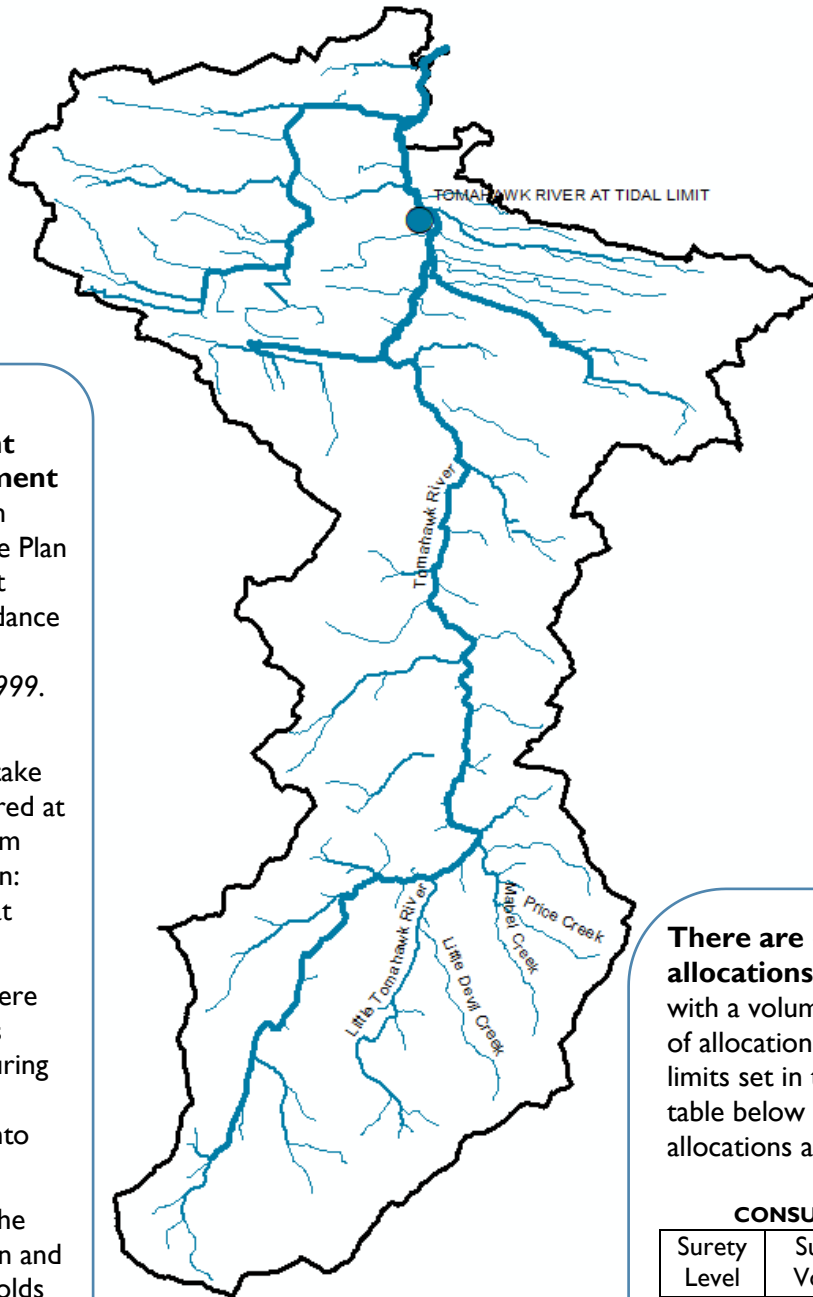 TOMAHAWK RIVER AT TIDAL LIMIT
Tomahawk River
Little Tomahawk River
Little Devil Creek
Mabel Creek
Price Creek
nt
ment
n
e Plan
t
dance
999.
take
red at
m
n:
at
ere
s
uring
nto
he
n and
olds
There are
allocations
with a volum
of allocation
limits set in t
table below
allocations a
CONSU
Surety Su
Level Vo